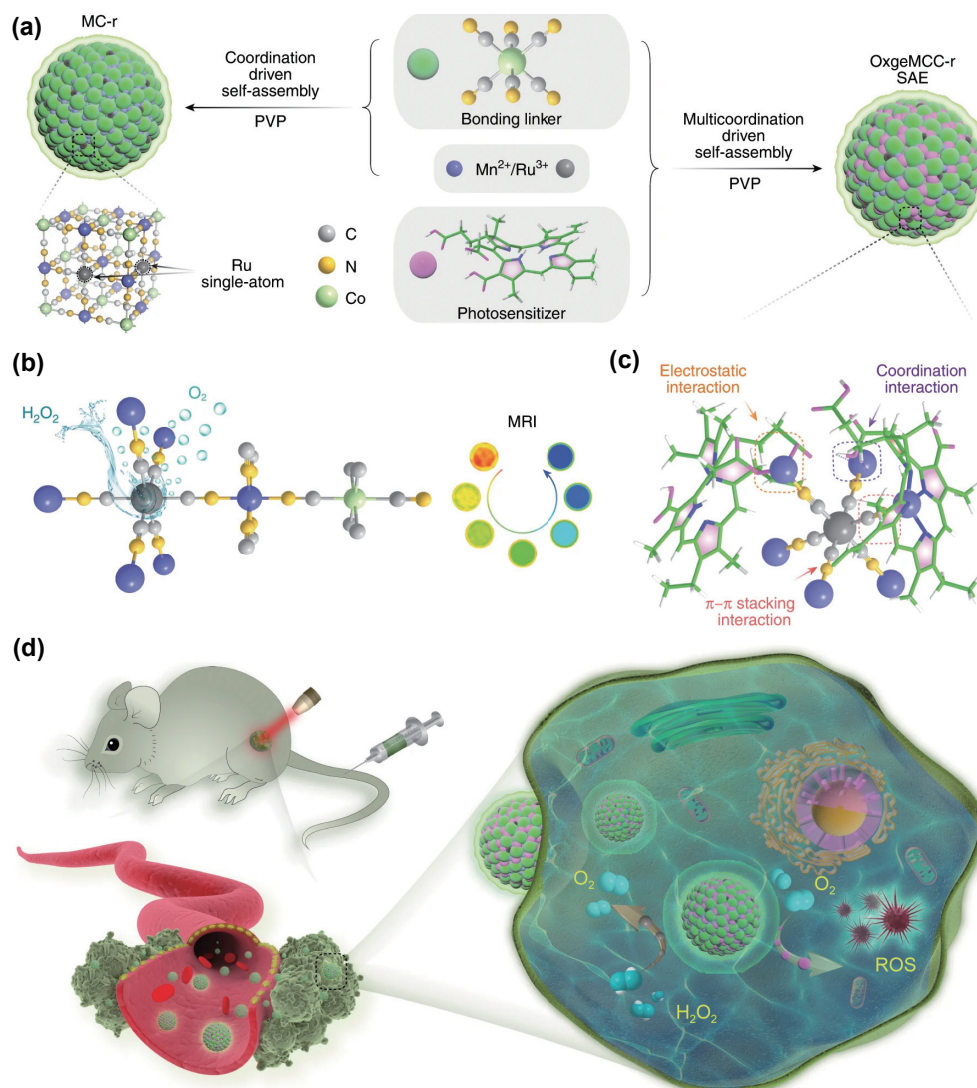 (a)
MC-r
Coordination
driven
self-assembly
PVP
Bonding linker
Mn²⁺/Ru³⁺
Photosensitizer
Multicoordination
driven
self-assembly
PVP
OxgeMCC-r
SAE
Ru
single-atom
C
N
Co
(b)
H₂O₂
O₂
MRI
(c)
Electrostatic
interaction
Coordination
interaction
π–π stacking
interaction
(d)
O₂
O₂
ROS
H₂O₂